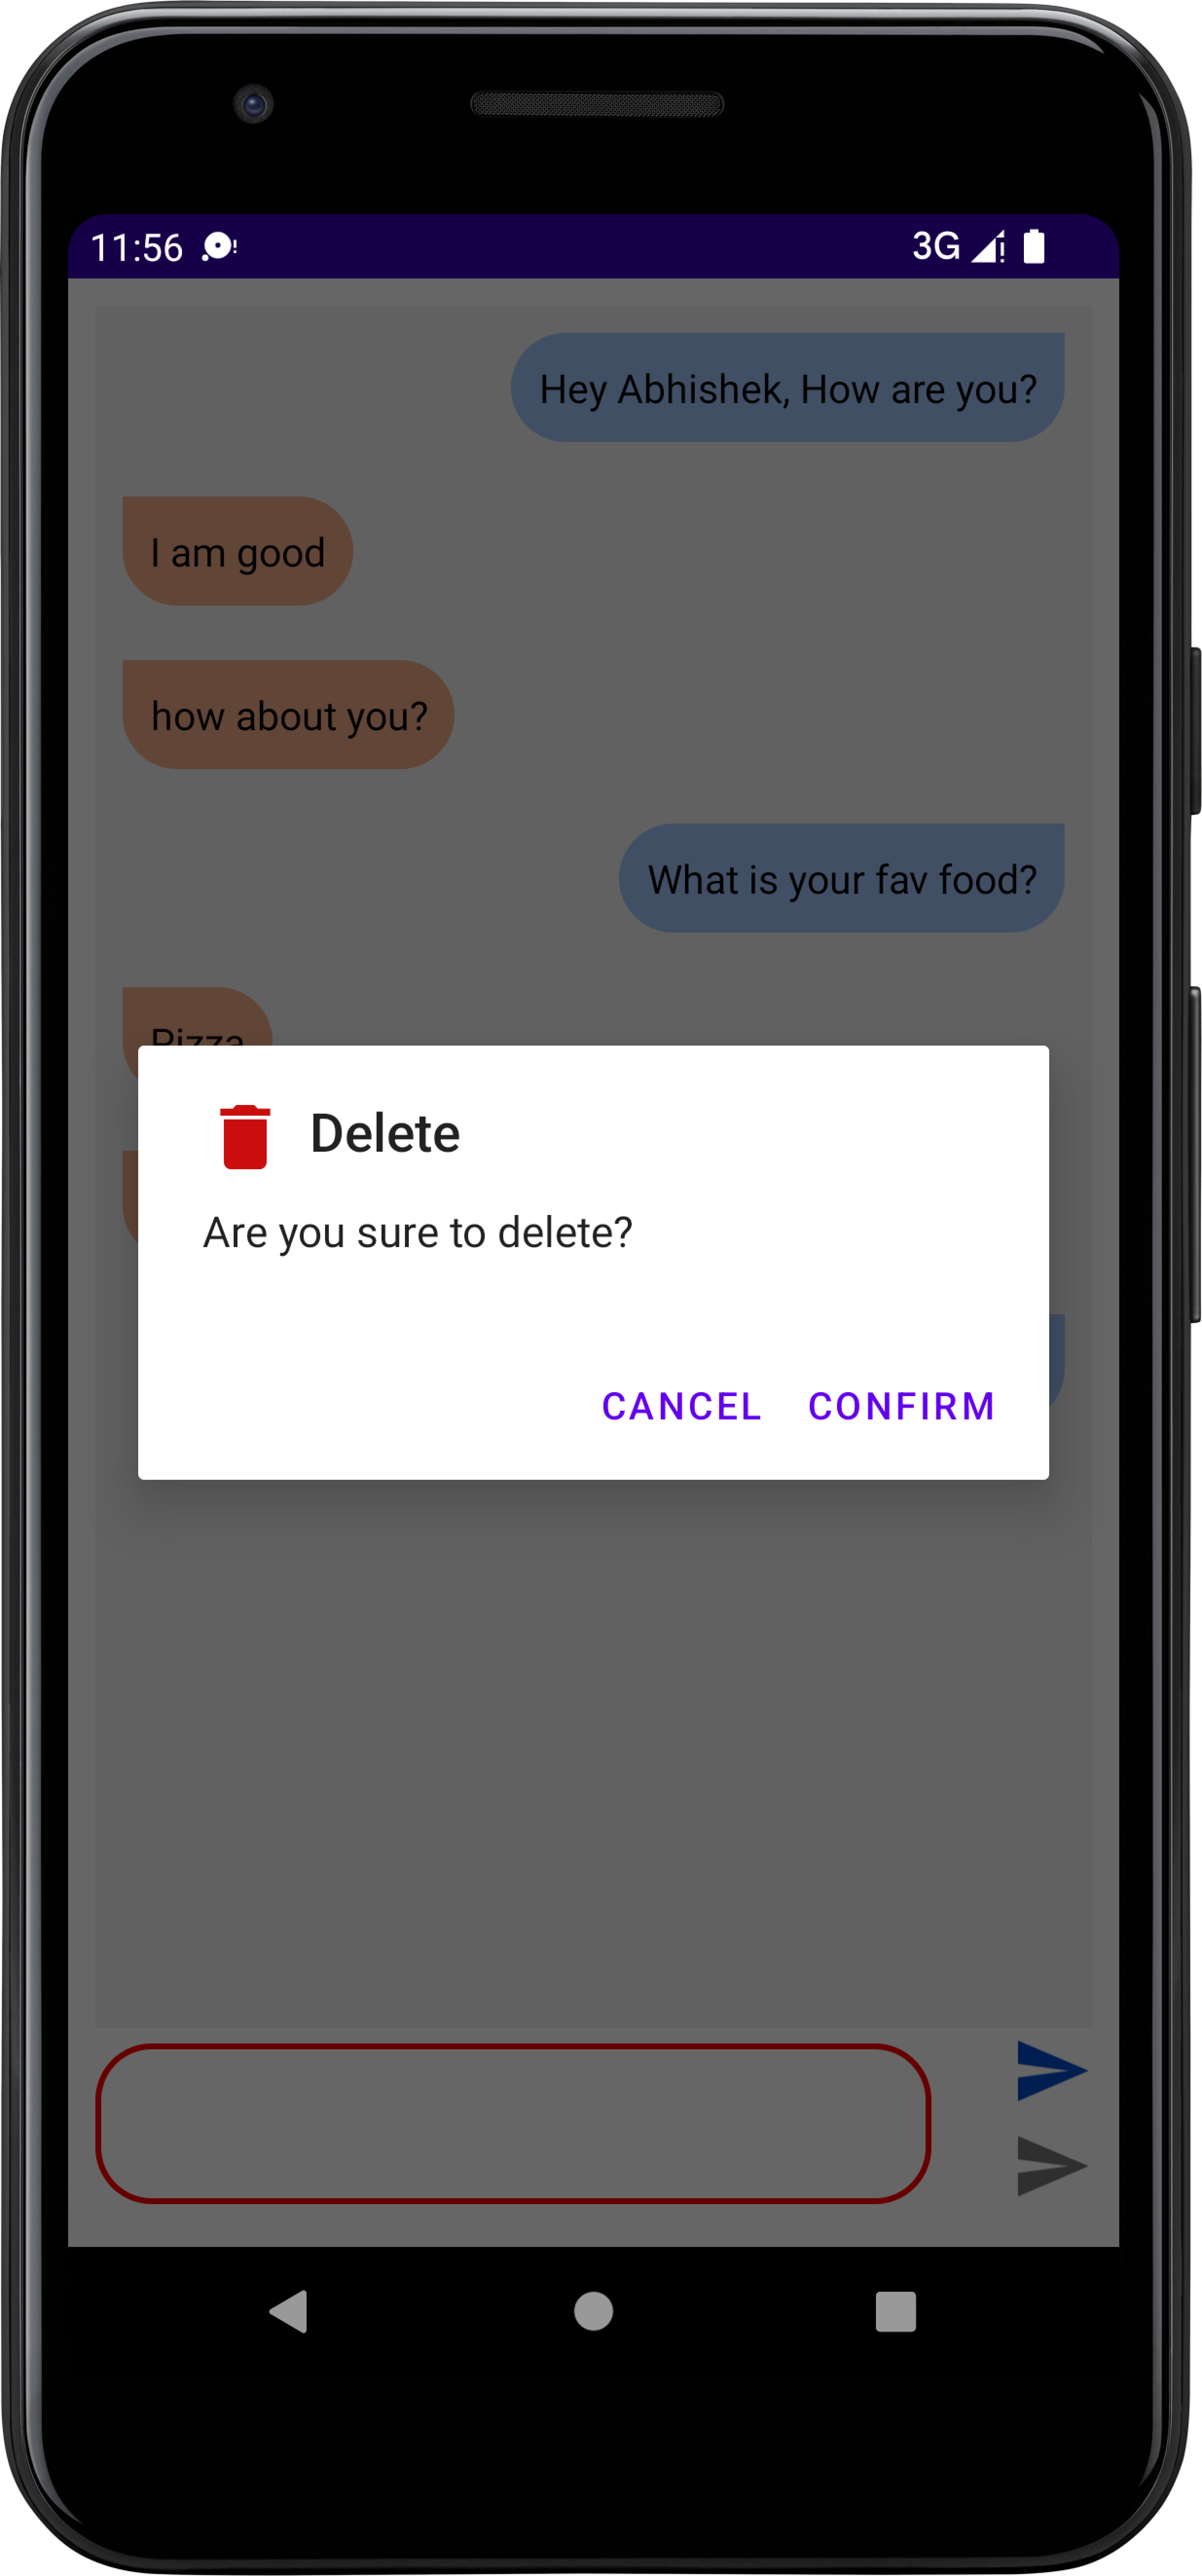 11:56 3G
Hey Abhishek, How are you?
I am good
how about you?
What is your fav food?
Pizza
Delete
Are you sure to delete?
CANCEL CONFIRM